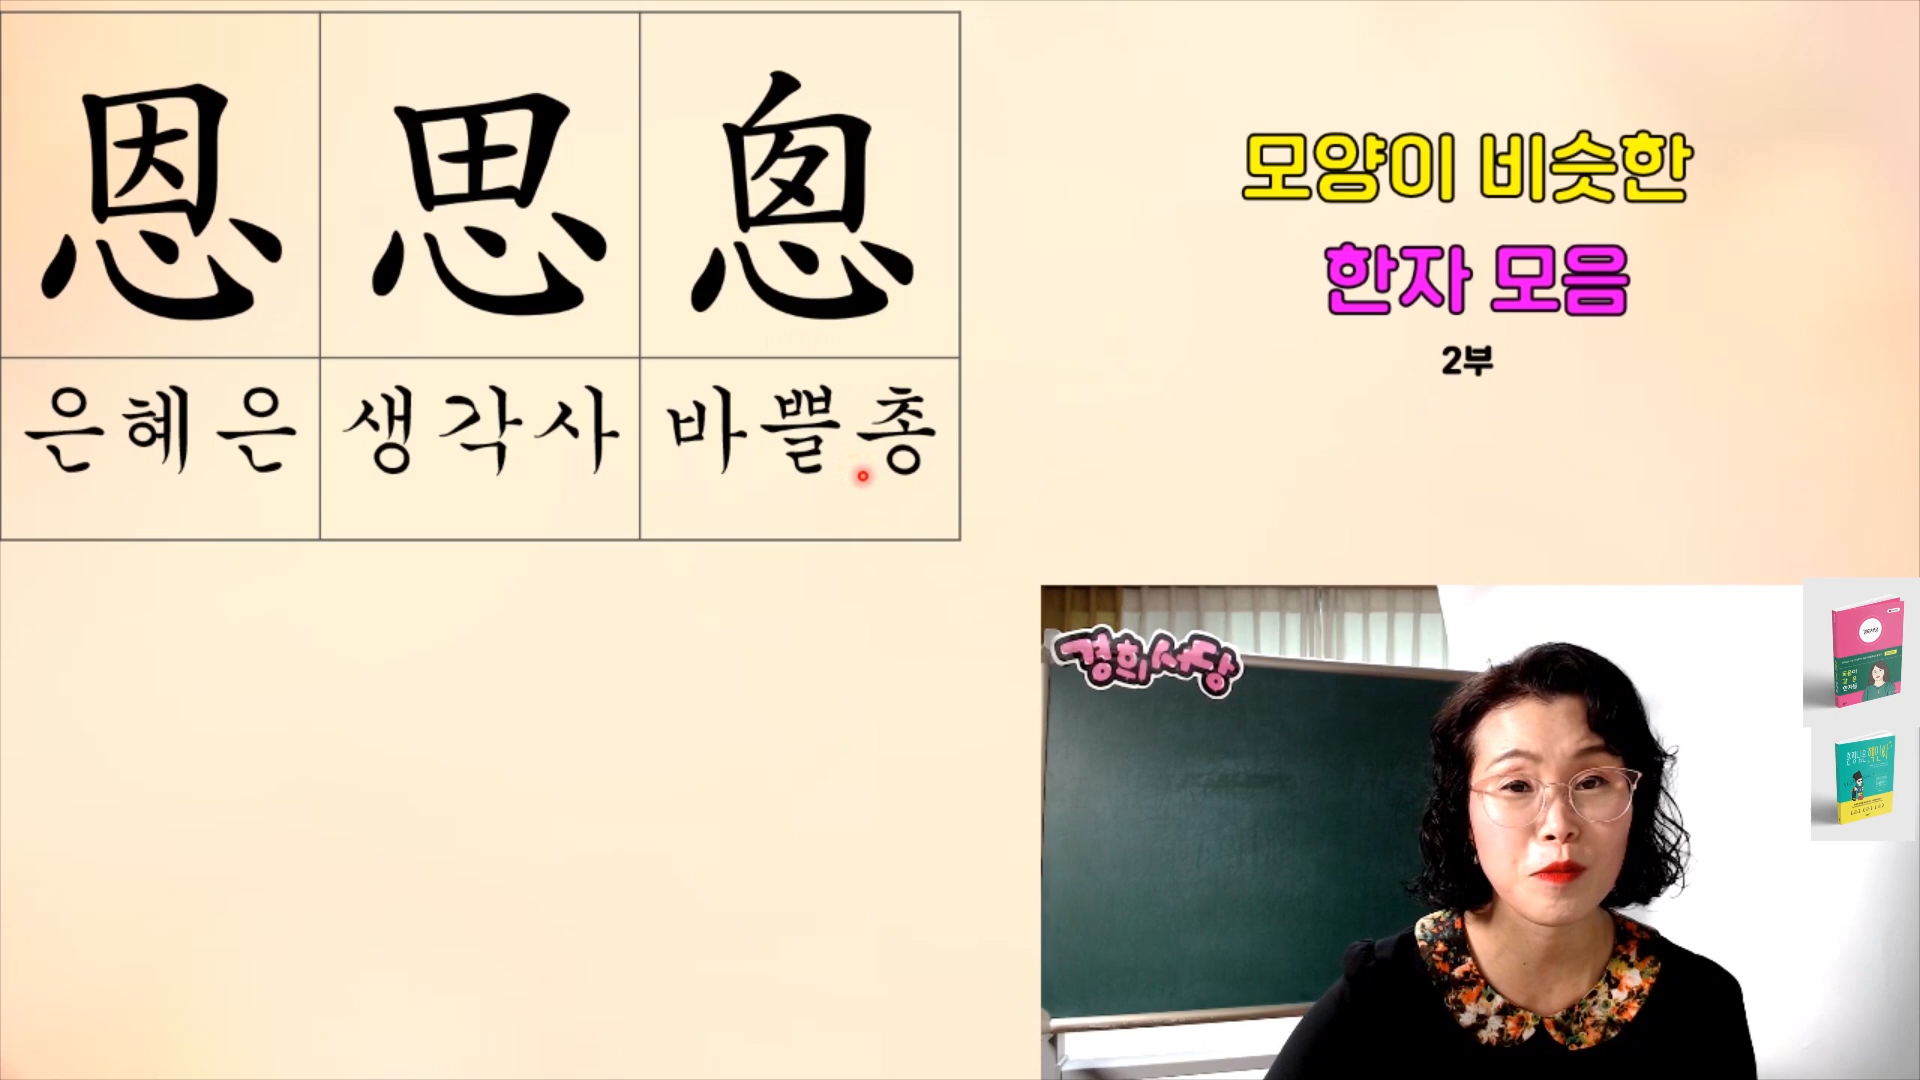 恩 思 悤
은혜 은 생각 사 바쁠 총
모양이 비슷한
한자 모음
2부
경희서당